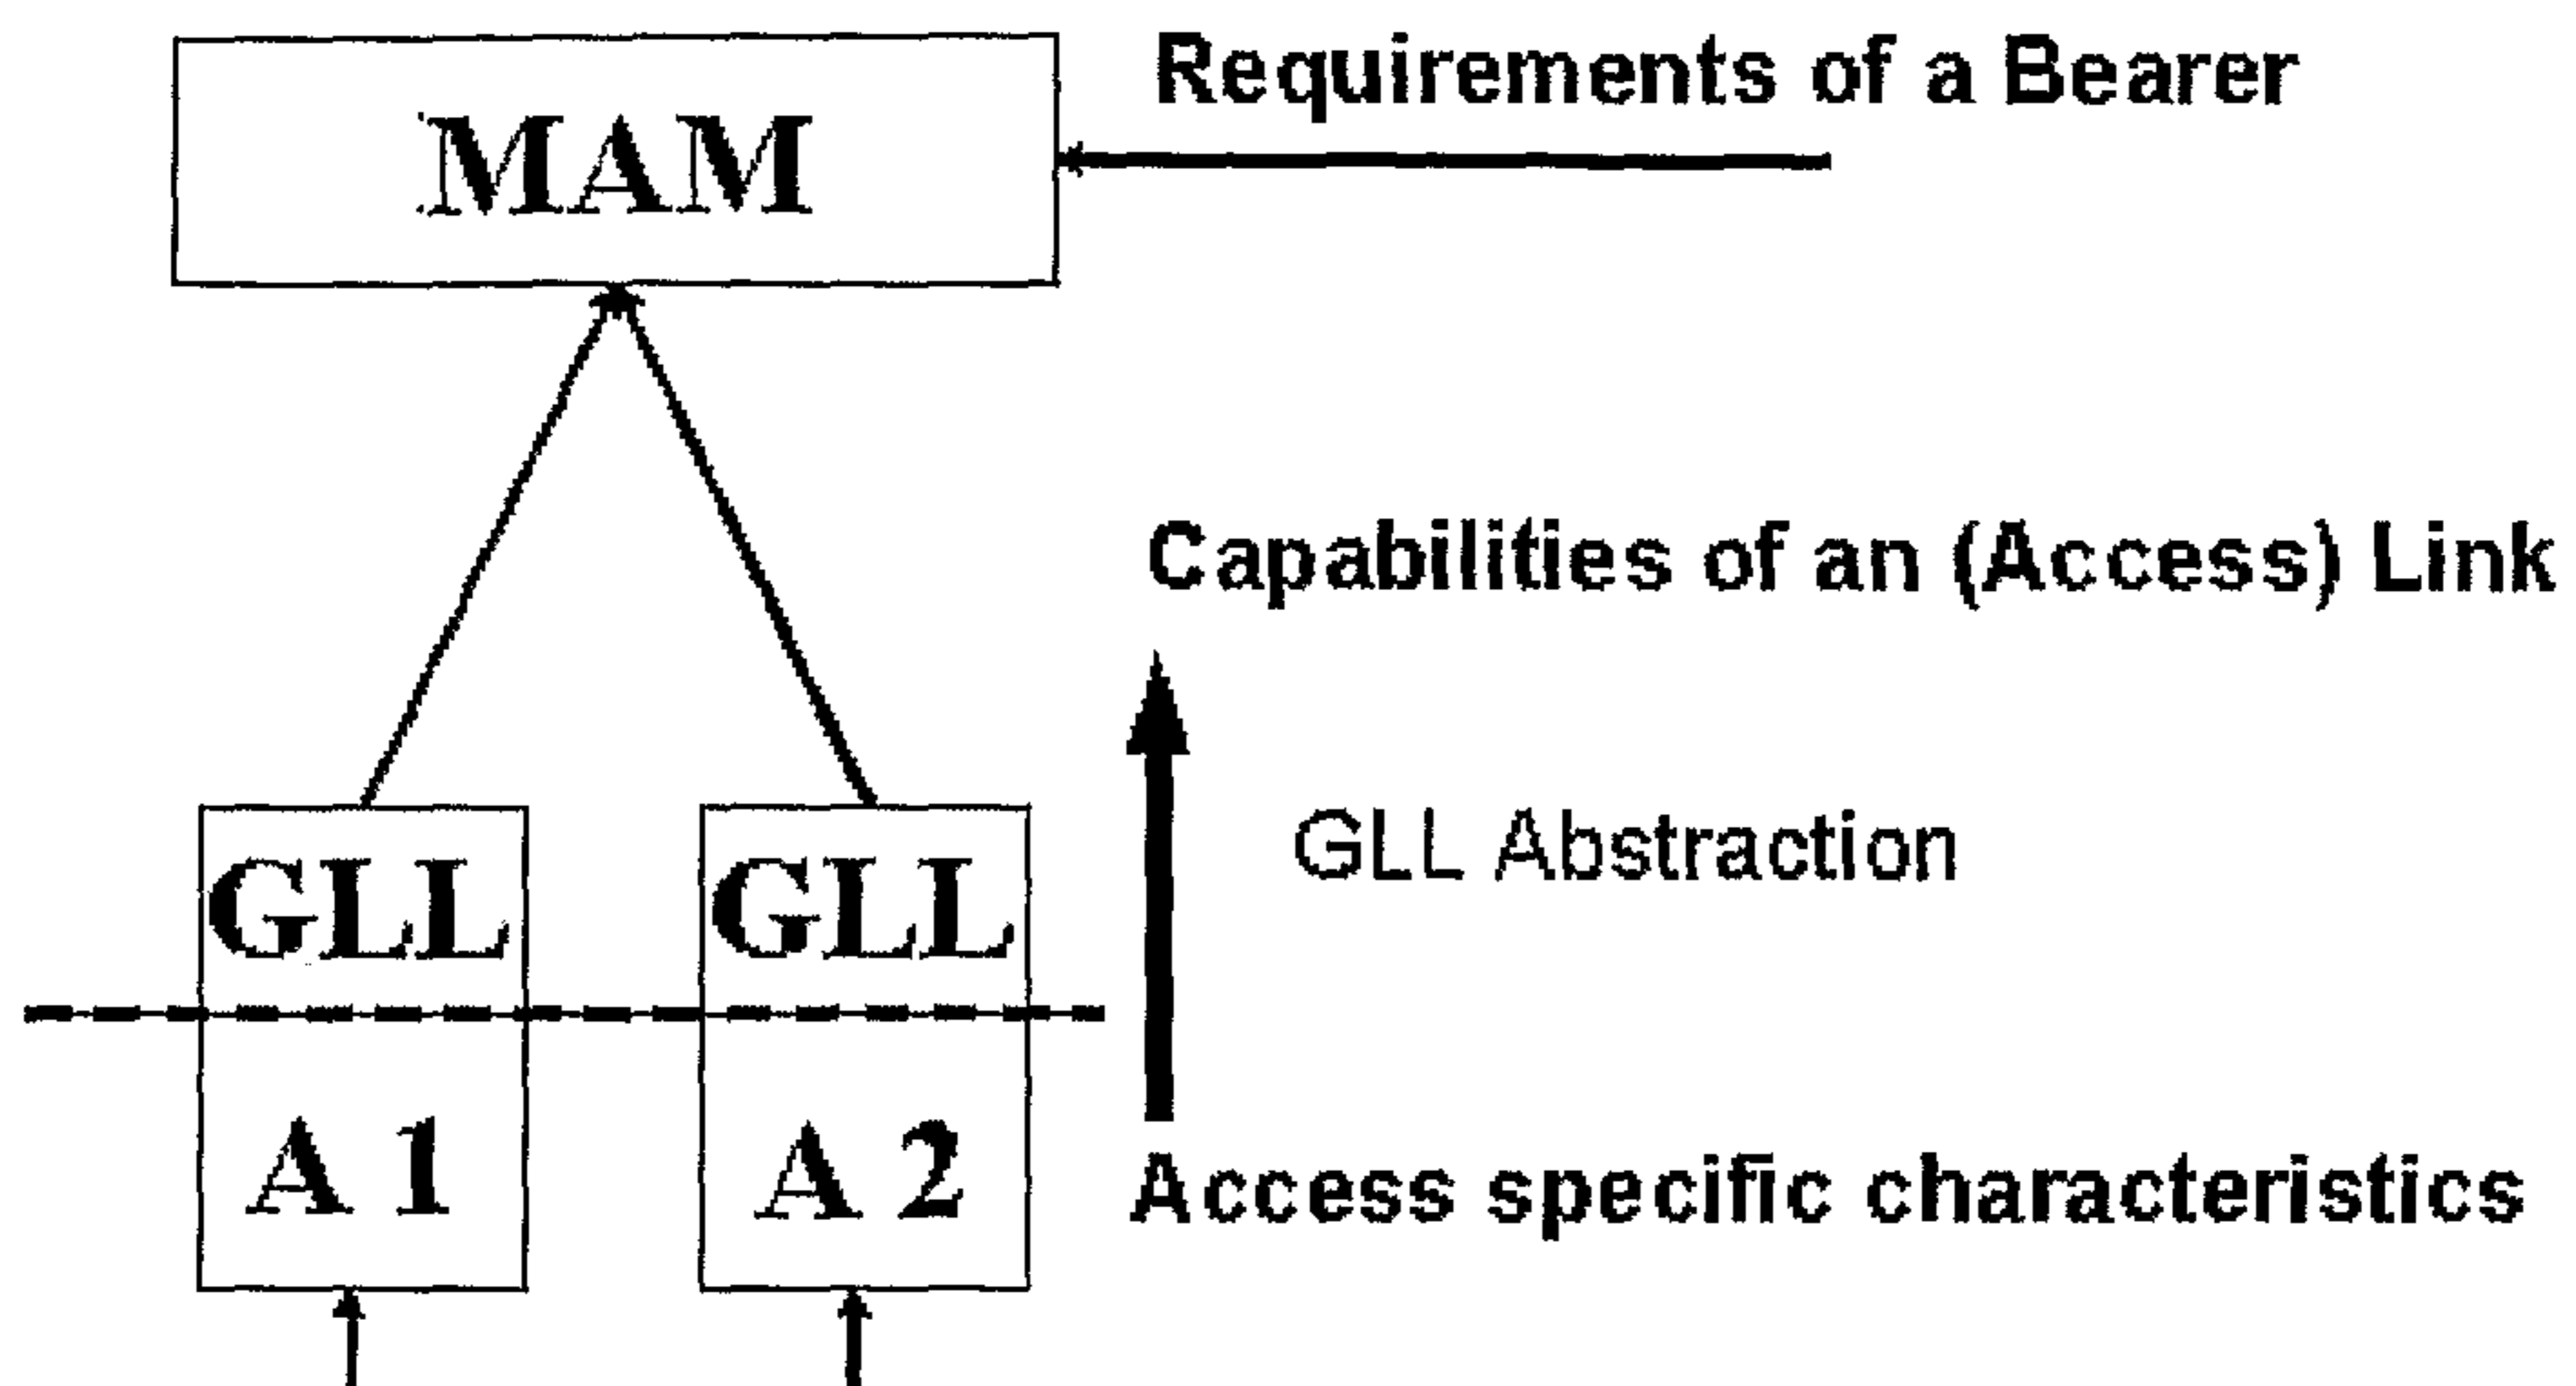 Requirements of a Bearer
MAM
Capabilities of an (Access) Link
GLL Abstraction
GLL GLL
A 1 A 2
Access specific characteristics